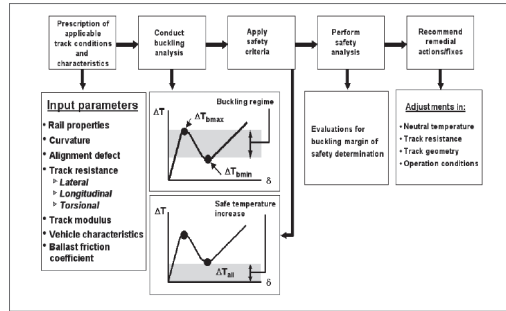 Prescription of
applicable
track conditions
and
characteristics
Conduct
buckling
analysis
Apply
safety
criteria
Perform
safety
analysis
Recommend
remedial
actions/fixes
Input parameters
• Rail properties
• Curvature
• Alignment defect
• Track resistance
▹ Lateral
▹ Longitudinal
▹ Torsional
• Track modulus
• Vehicle characteristics
• Ballast friction
coefficient
Buckling regime
ΔT
ΔTbmax
ΔTbmin
δ
Safe temperature
increase
ΔT
ΔTall
δ
Evaluations for
buckling margin of
safety determination
Adjustments in:
• Neutral temperature
• Track resistance
• Track geometry
• Operation conditions